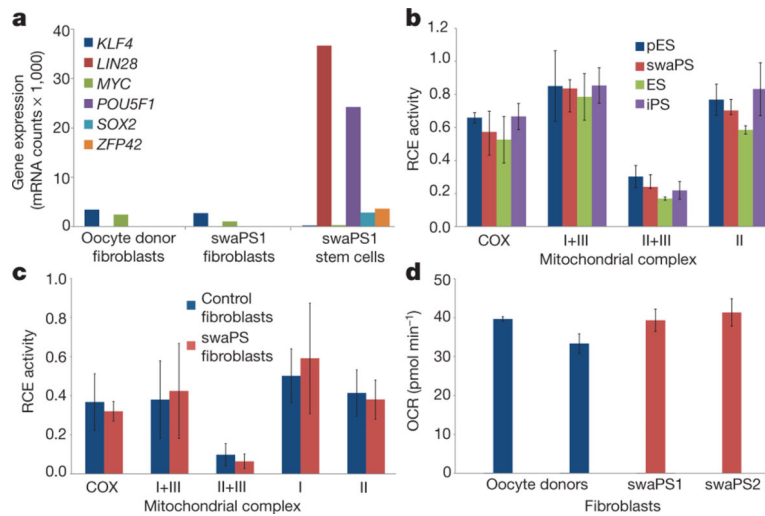 a
KLF4
LIN28
MYC
POU5F1
SOX2
ZFP42
Gene expression
(mRNA counts × 1,000)
40
30
20
10
0
Oocyte donor
fibroblasts
swaPS1
fibroblasts
swaPS1
stem cells
b
pES
swaPS
ES
iPS
RCE activity
1.2
1.0
0.8
0.6
0.4
0.2
0.0
COX
I+III
II+III
II
Mitochondrial complex
c
Control
fibroblasts
swaPS
fibroblasts
RCE activity
1.0
0.8
0.6
0.4
0.2
0.0
COX
I+III
II+III
I
II
Mitochondrial complex
d
OCR (pmol min⁻¹)
50
40
30
20
10
0
Oocyte donors
swaPS1
swaPS2
Fibroblasts